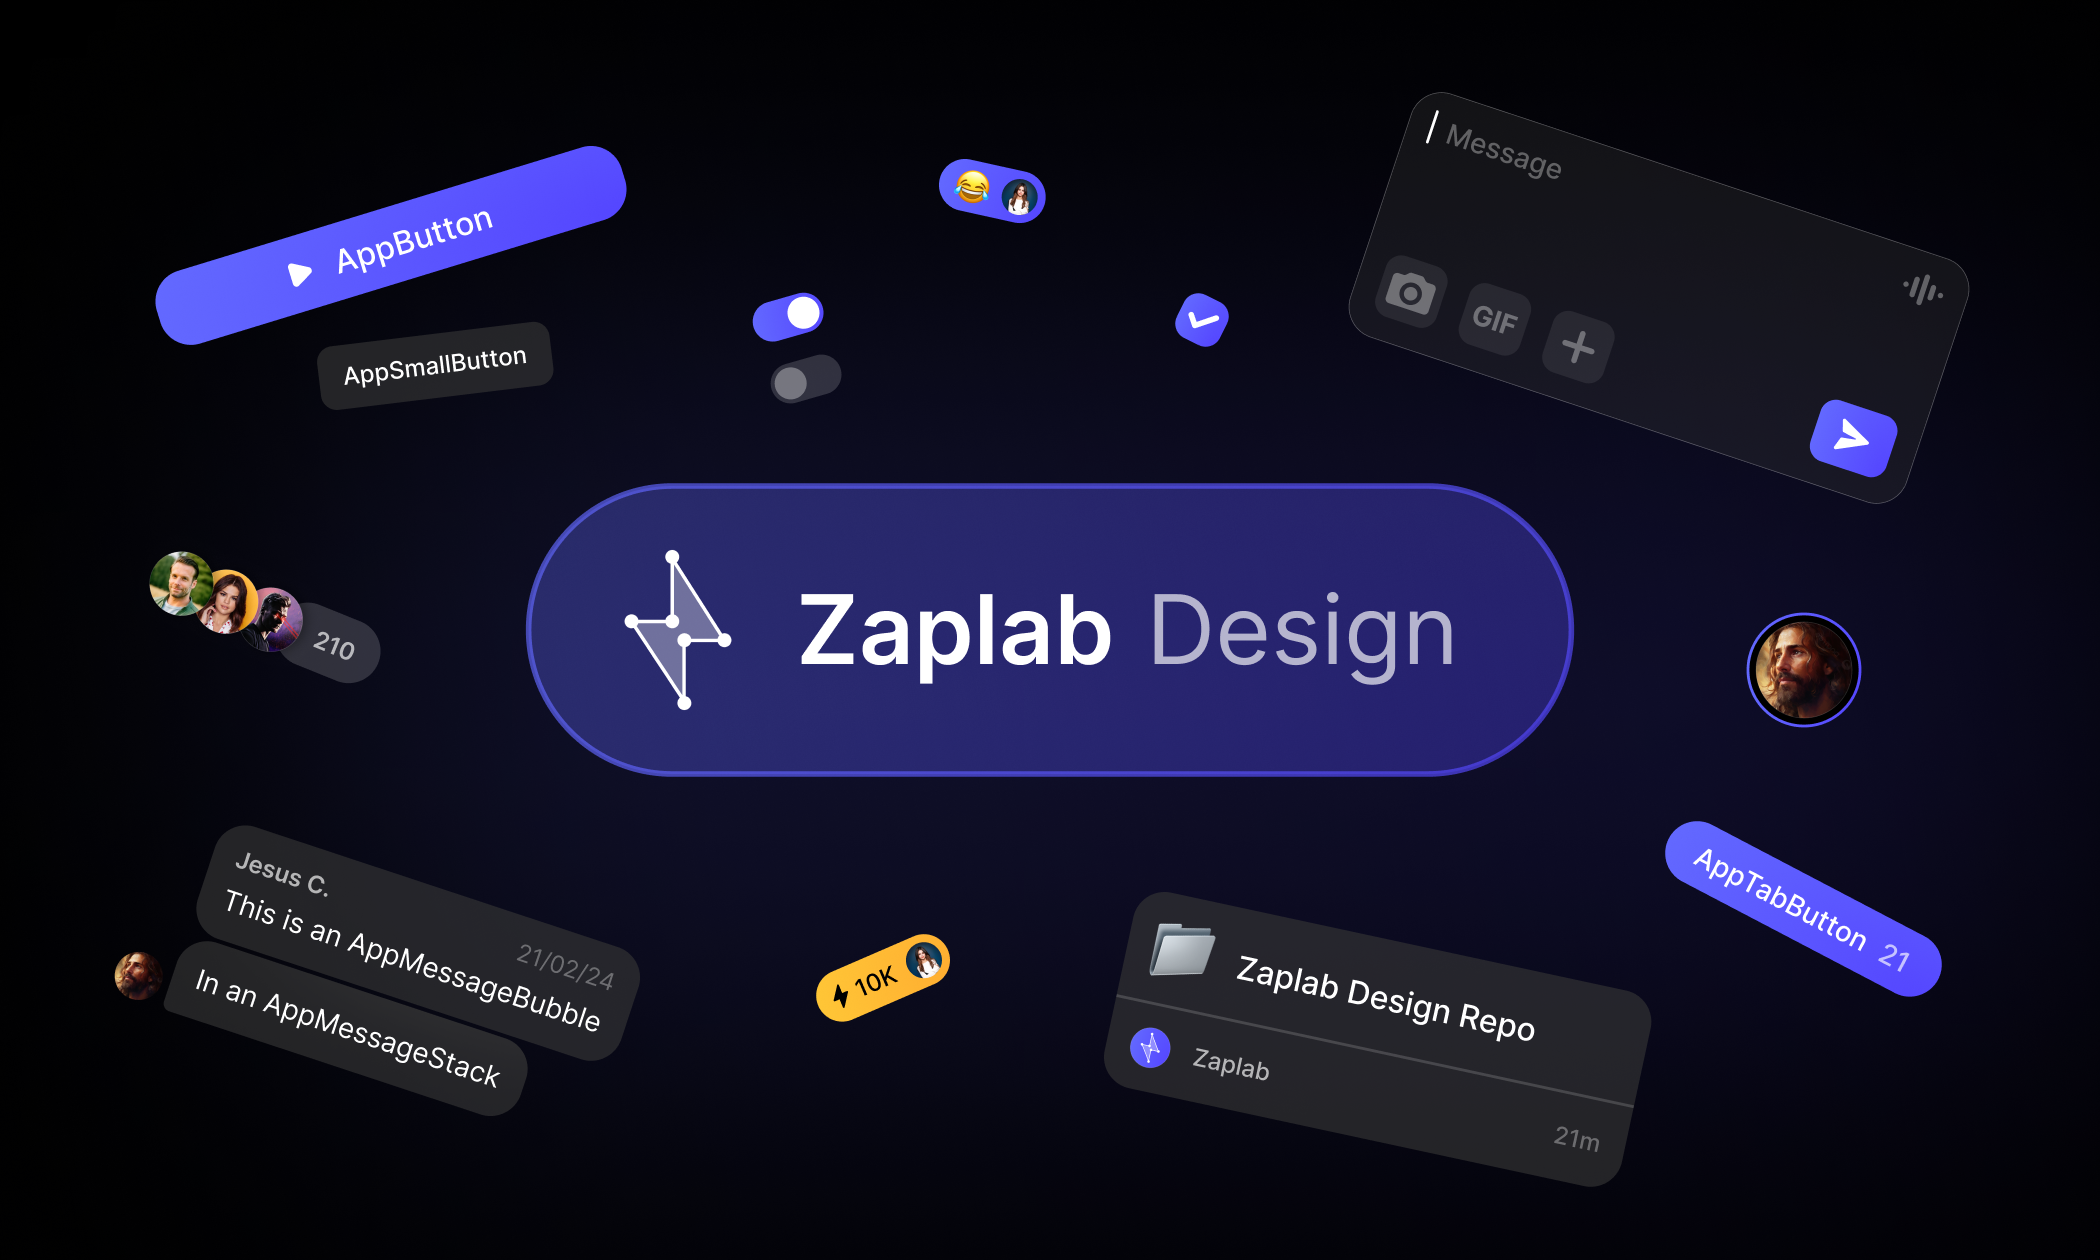 AppButton
AppSmallButton
Message
GIF
Zaplab Design
210
Jesus C.
This is an AppMessageBubble
21/02/24
In an AppMessageStack
10K
Zaplab Design Repo
Zaplab
21m
AppTabButton 21